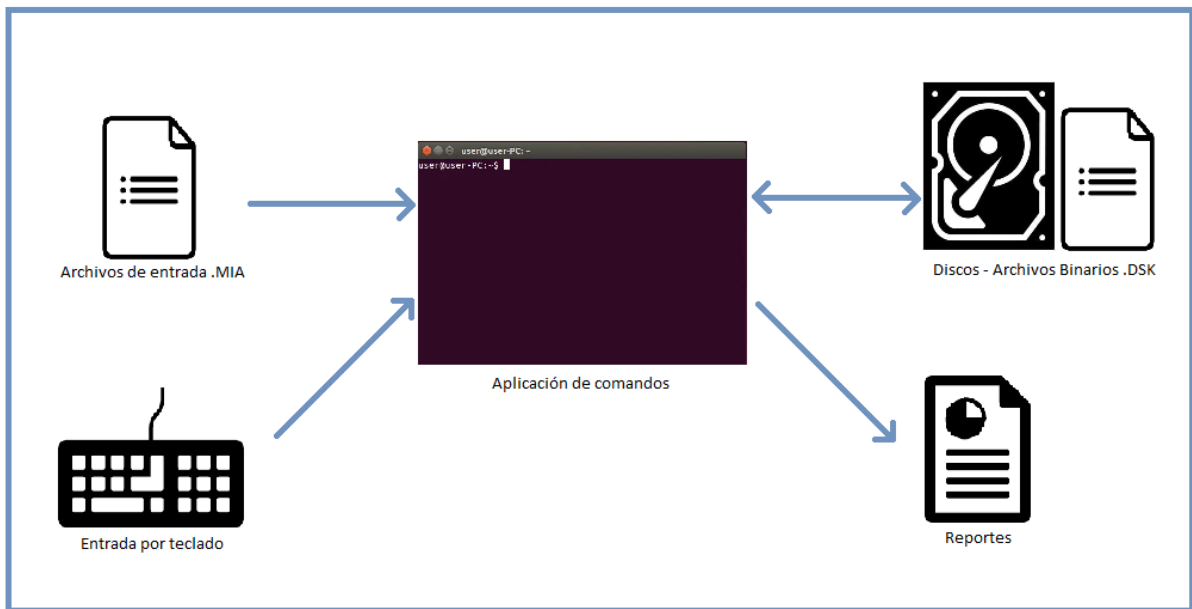 Archivos de entrada .MIA
user@user-PC: ~
user@user-PC:~$
Aplicación de comandos
Discos - Archivos Binarios .DSK
Entrada por teclado
Reportes